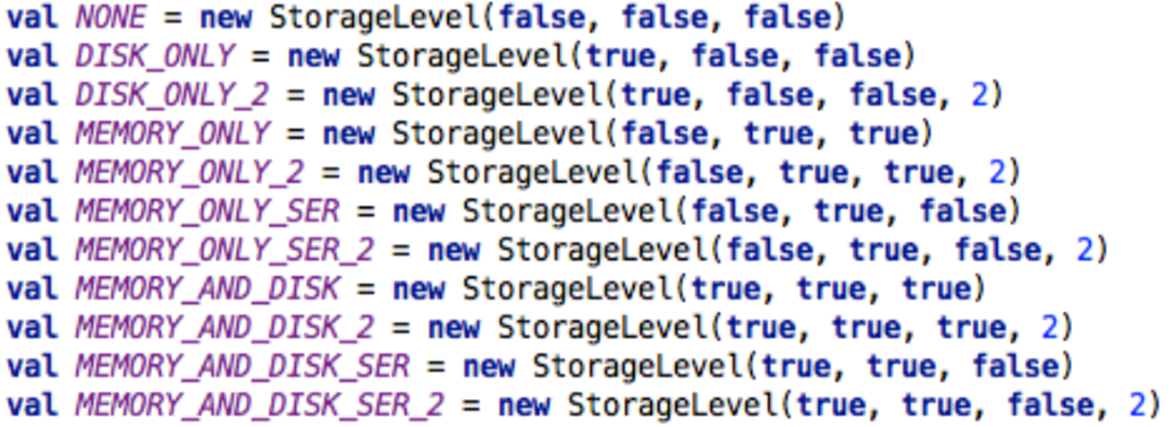 val NONE = new StorageLevel(false, false, false)
val DISK_ONLY = new StorageLevel(true, false, false)
val DISK_ONLY_2 = new StorageLevel(true, false, false, 2)
val MEMORY_ONLY = new StorageLevel(false, true, true)
val MEMORY_ONLY_2 = new StorageLevel(false, true, true, 2)
val MEMORY_ONLY_SER = new StorageLevel(false, true, false)
val MEMORY_ONLY_SER_2 = new StorageLevel(false, true, false, 2)
val MEMORY_AND_DISK = new StorageLevel(true, true, true)
val MEMORY_AND_DISK_2 = new StorageLevel(true, true, true, 2)
val MEMORY_AND_DISK_SER = new StorageLevel(true, true, false)
val MEMORY_AND_DISK_SER_2 = new StorageLevel(true, true, false, 2)